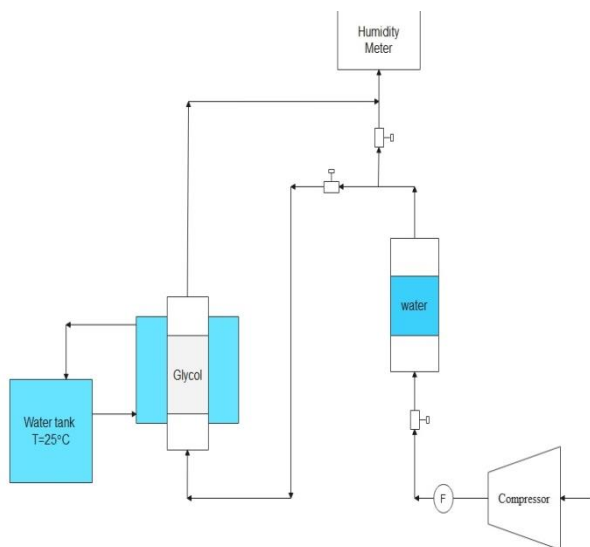 Humidity
Meter
water
Glycol
Water tank
T=25°C
F
Compressor